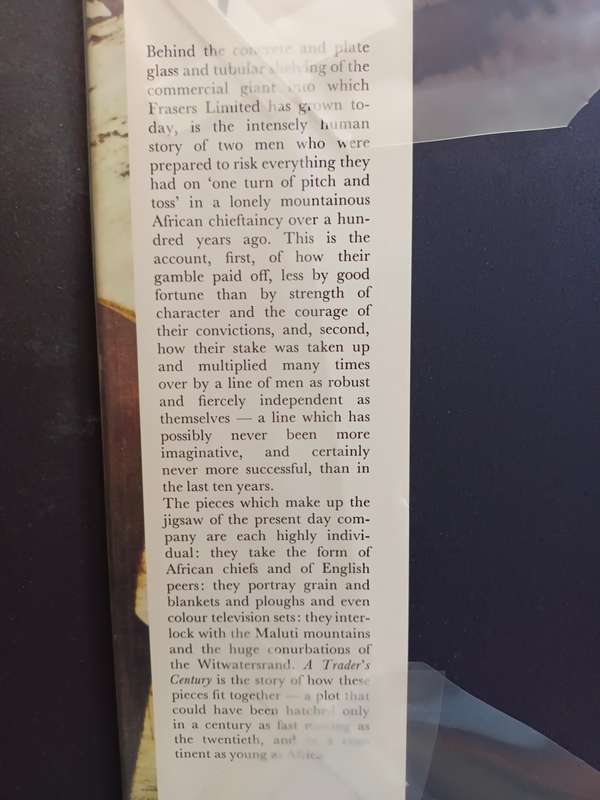 Behind the concrete and plate
glass and tubular shelving of the
commercial giant into which
Frasers Limited has grown to-
day, is the intensely human
story of two men who were
prepared to risk everything they
had on ‘one turn of pitch and
toss’ in a lonely mountainous
African chieftaincy over a hun-
dred years ago. This is the
account, first, of how their
gamble paid off, less by good
fortune than by strength of
character and the courage of
their convictions, and, second,
how their stake was taken up
and multiplied many times
over by a line of men as robust
and fiercely independent as
themselves — a line which has
possibly never been more
imaginative, and certainly
never more successful, than in
the last ten years.
The pieces which make up the
jigsaw of the present day com-
pany are each highly indivi-
dual: they take the form of
African chiefs and of English
peers: they portray grain and
blankets and ploughs and even
colour television sets: they inter-
lock with the Maluti mountains
and the huge conurbations of
the Witwatersrand. A Trader's
Century is the story of how these
pieces fit together — a plot that
could have been hatched only
in a century as fast moving as
the twentieth, and in a con-
tinent as young as Africa.